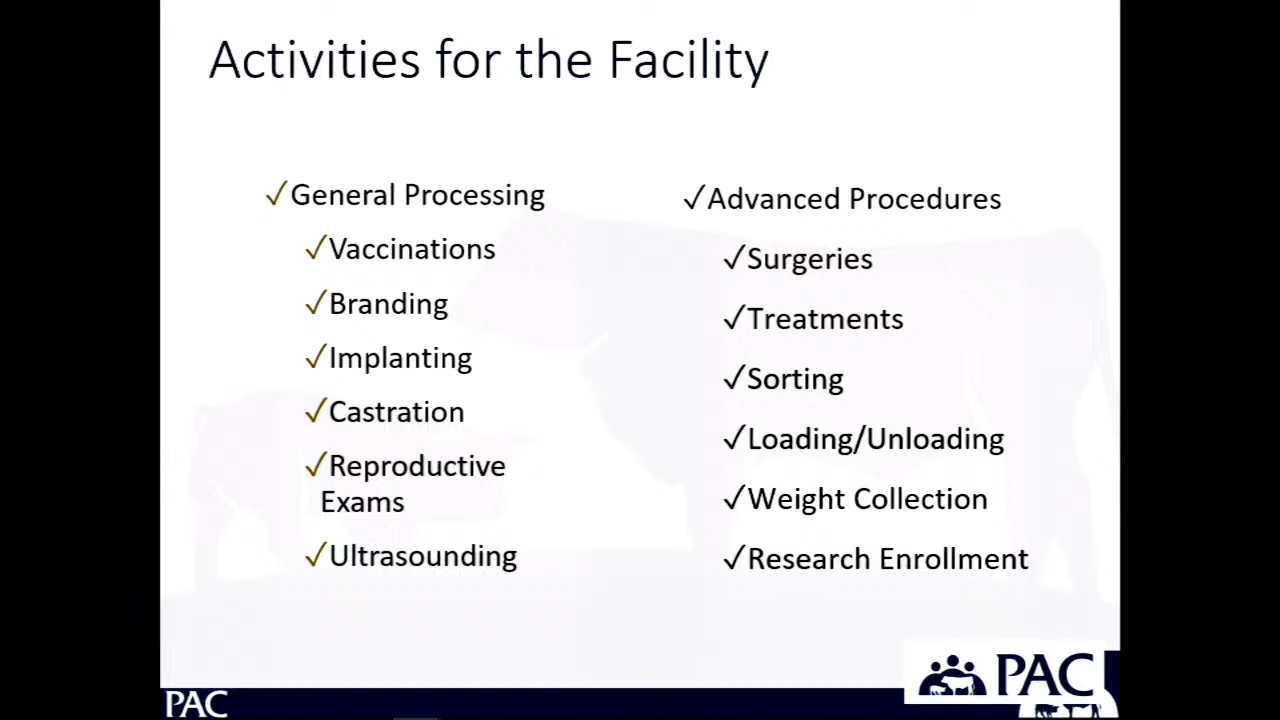 Activities for the Facility
✓General Processing
✓Vaccinations
✓Branding
✓Implanting
✓Castration
✓Reproductive
Exams
✓Ultrasounding
✓Advanced Procedures
✓Surgeries
✓Treatments
✓Sorting
✓Loading/Unloading
✓Weight Collection
✓Research Enrollment
PAC
PAC